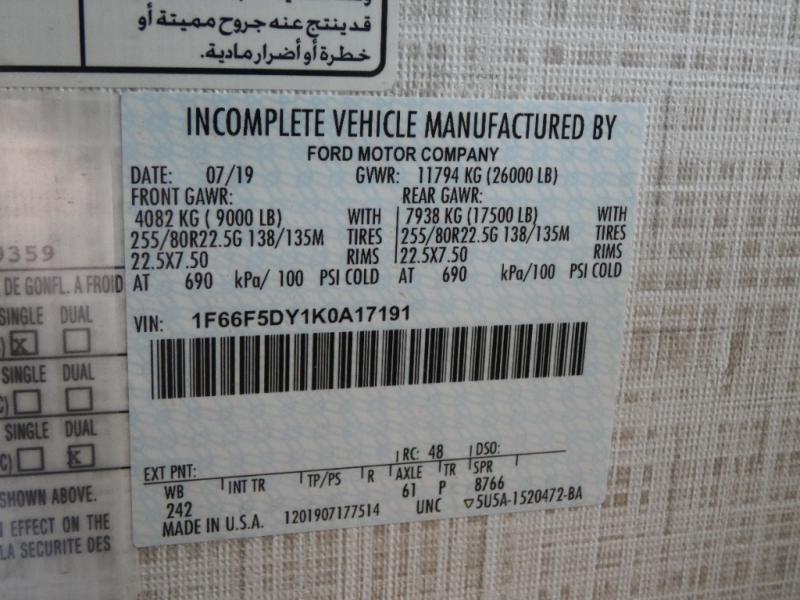 قد ينتج عنه جروح مميتة أو
خطرة أو أضرار مادية.
9359
DE GONFL. A FROID
SINGLE DUAL
SINGLE DUAL
SINGLE DUAL
SHOWN ABOVE.
EFFECT ON THE
LA SECURITE DES
INCOMPLETE VEHICLE MANUFACTURED BY
FORD MOTOR COMPANY
DATE: 07/19 GVWR: 11794 KG (26000 LB)
FRONT GAWR: REAR GAWR:
4082 KG ( 9000 LB) WITH 7938 KG (17500 LB) WITH
255/80R22.5G 138/135M TIRES 255/80R22.5G 138/135M TIRES
22.5X7.50 RIMS 22.5X7.50 RIMS
AT 690 kPa/ 100 PSI COLD AT 690 kPa/100 PSI COLD
VIN: 1F66F5DY1K0A17191
EXT PNT: RC: 48 DSO:
WB INT TR TP/PS R AXLE TR SPR
242 61 P 8766
UNC 5U5A-1520472-BA
MADE IN U.S.A. 1201907177514